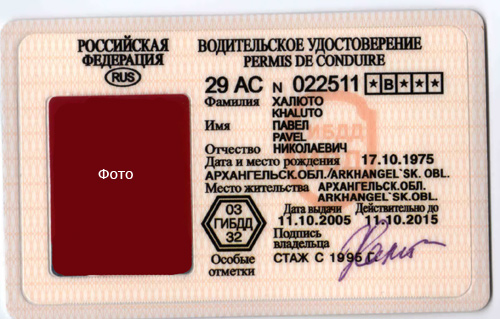 РОССИЙСКАЯ ФЕДЕРАЦИЯ
RUS
ВОДИТЕЛЬСКОЕ УДОСТОВЕРЕНИЕ
PERMIS DE CONDUIRE
29 АС N 022511 ★B★★★
Фамилия ХАЛЮТО
KHALUTO
Имя ПАВЕЛ
PAVEL
Отчество НИКОЛАЕВИЧ
Дата и место рождения 17.10.1975
АРХАНГЕЛЬСК.ОБЛ./ARKHANGEL`SK. OBL.
Место жительства АРХАНГЕЛЬСК.ОБЛ.
ARKHANGEL`SK.OBL.
Дата выдачи Действительно до
11.10.2005 11.10.2015
Подпись владельца
СТАЖ С 1995 Г
Особые отметки
03
ГИБДД
32
Фото
ГИБДД